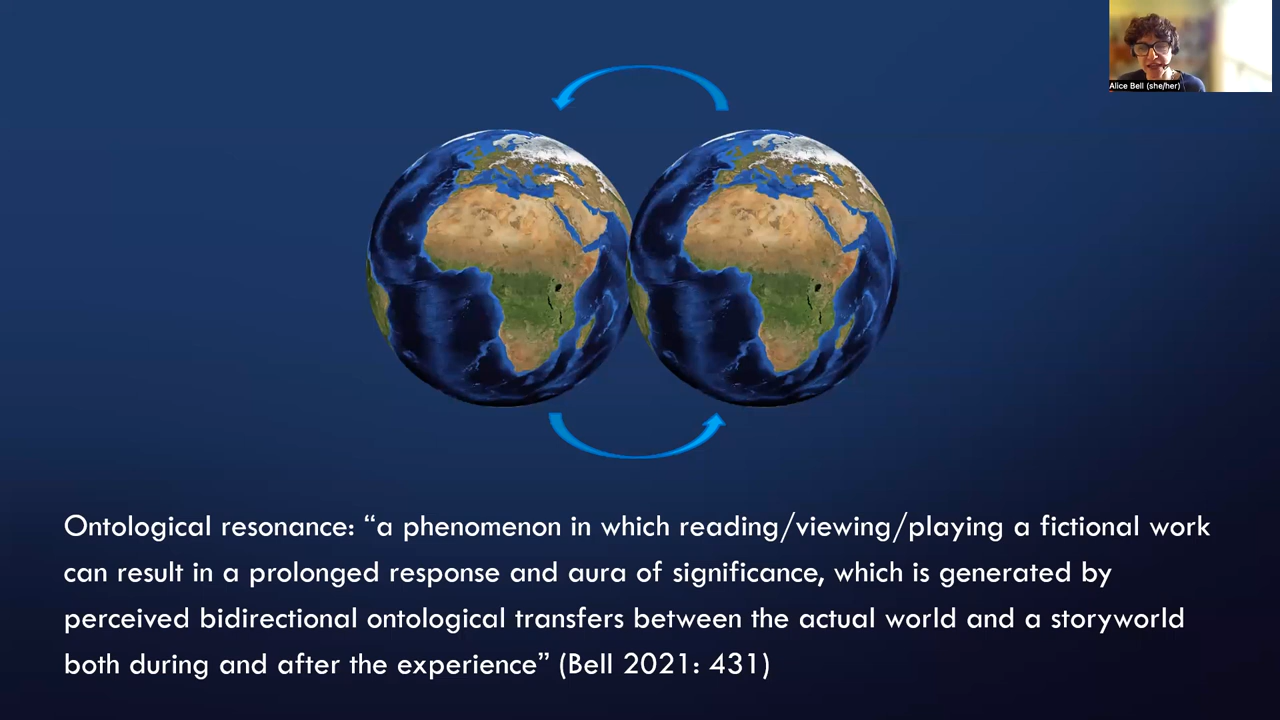 Alice Bell (she/her)
Ontological resonance: “a phenomenon in which reading/viewing/playing a fictional work
can result in a prolonged response and aura of significance, which is generated by
perceived bidirectional ontological transfers between the actual world and a storyworld
both during and after the experience” (Bell 2021: 431)